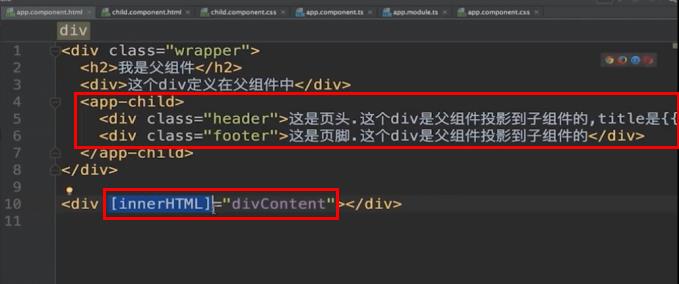 app.component.html × child.component.html × child.component.css × app.component.ts × app.module.ts × app.component.css ×
div
1 <div class="wrapper">
2 <h2>我是父组件</h2>
3 <div>这个div定义在父组件中</div>
4 <app-child>
5 <div class="header">这是页头.这个div是父组件投影到子组件的,title是{{
6 <div class="footer">这是页脚.这个div是父组件投影到子组件的</div>
7 </app-child>
8 </div>
9
10 <div [innerHTML]="divContent"></div>
11